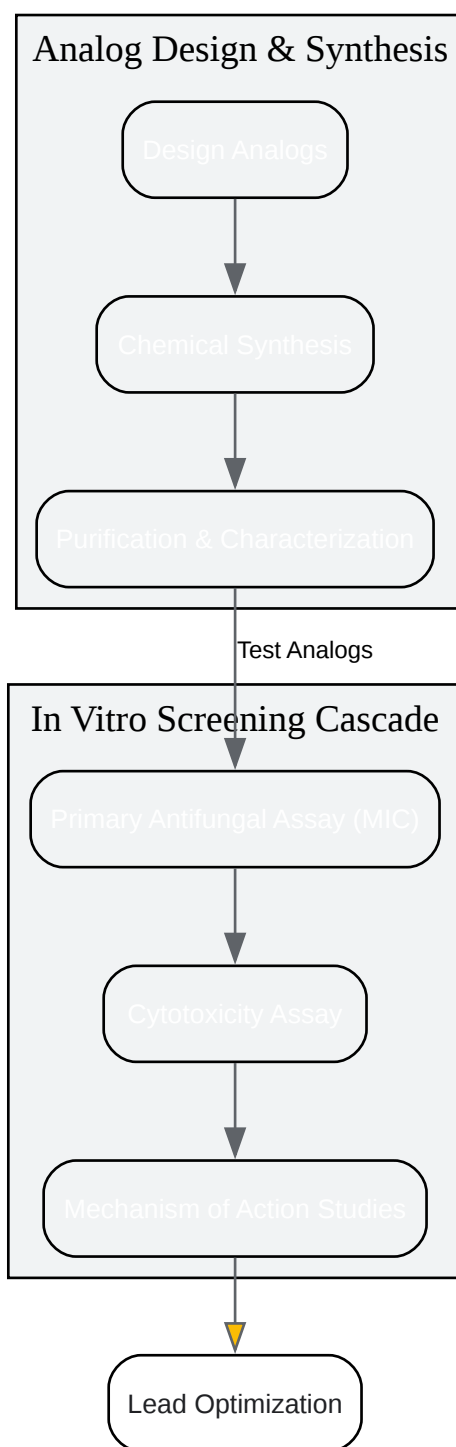 Analog Design & Synthesis
Design Analogs
Chemical Synthesis
Purification & Characterization
Test Analogs
In Vitro Screening Cascade
Primary Antifungal Assay (MIC)
Cytotoxicity Assay
Mechanism of Action Studies
Lead Optimization